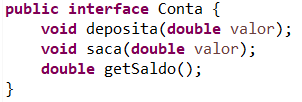 public interface Conta {
    void deposita(double valor);
    void saca(double valor);
    double getSaldo();
}